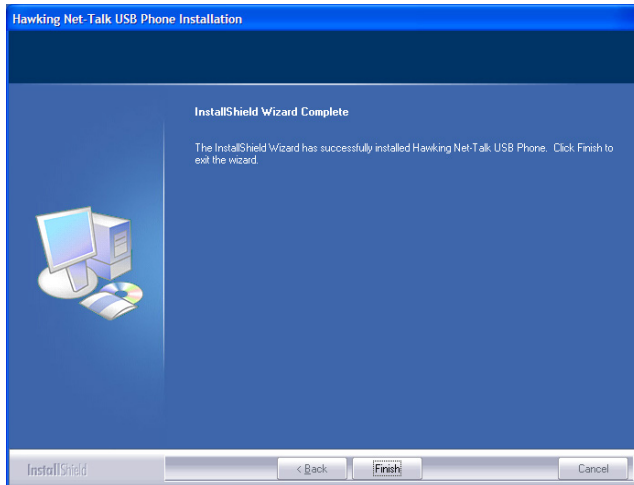 Hawking Net-Talk USB Phone Installation
InstallShield Wizard Complete
The InstallShield Wizard has successfully installed Hawking Net-Talk USB Phone. Click Finish to
exit the wizard.
InstallShield
< Back
Finish
Cancel